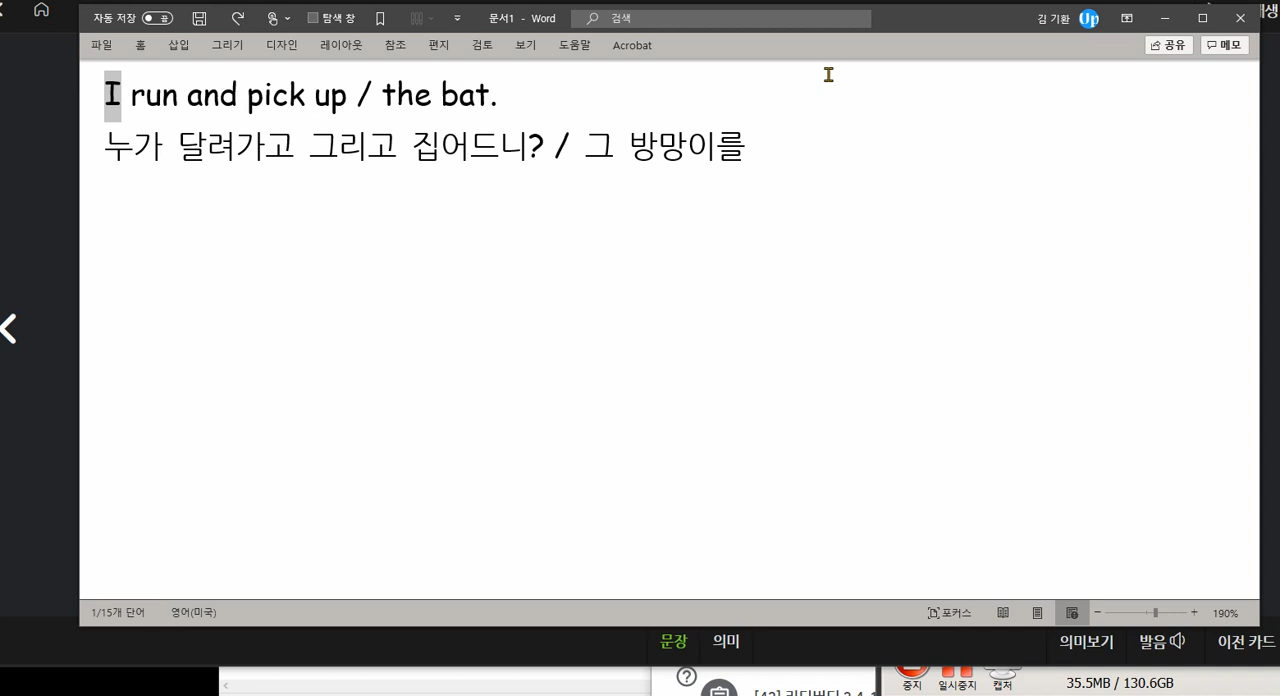 자동 저장 끔 탐색 창 문서1 - Word 검색 김 기환 Up
파일 홈 삽입 그리기 디자인 레이아웃 참조 편지 검토 보기 도움말 Acrobat 공유 메모
I run and pick up / the bat.
누가 달려가고 그리고 집어드니? / 그 방망이를
1/15개 단어 영어(미국) 포커스 190%
문장 의미 의미보기 발음 이전 카드
중지 일시중지 캡처 35.5MB / 130.6GB